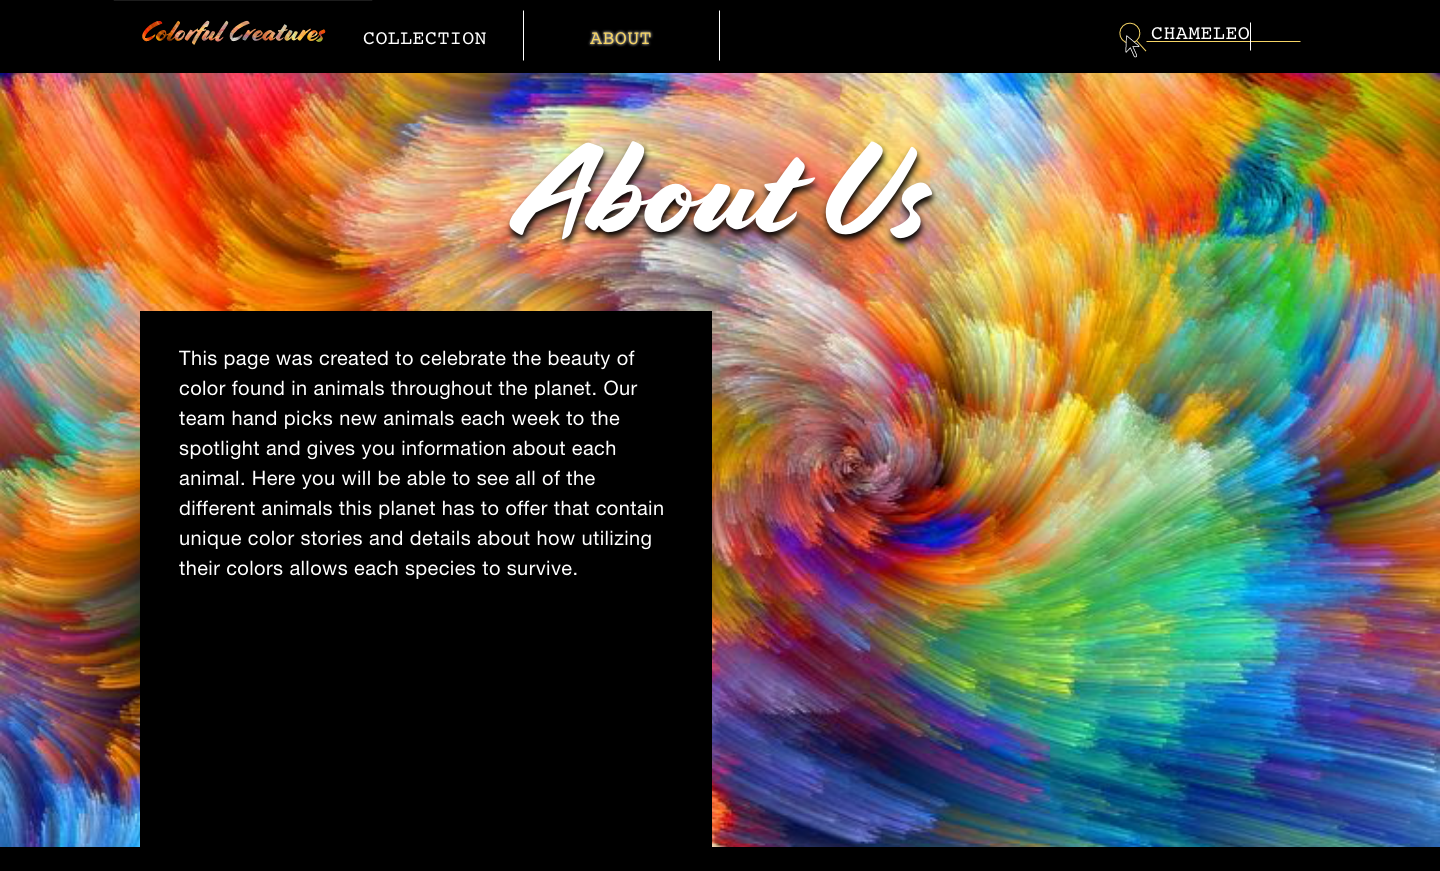 Colorful Creatures COLLECTION ABOUT CHAMELEO
About Us
This page was created to celebrate the beauty of
color found in animals throughout the planet. Our
team hand picks new animals each week to the
spotlight and gives you information about each
animal. Here you will be able to see all of the
different animals this planet has to offer that contain
unique color stories and details about how utilizing
their colors allows each species to survive.